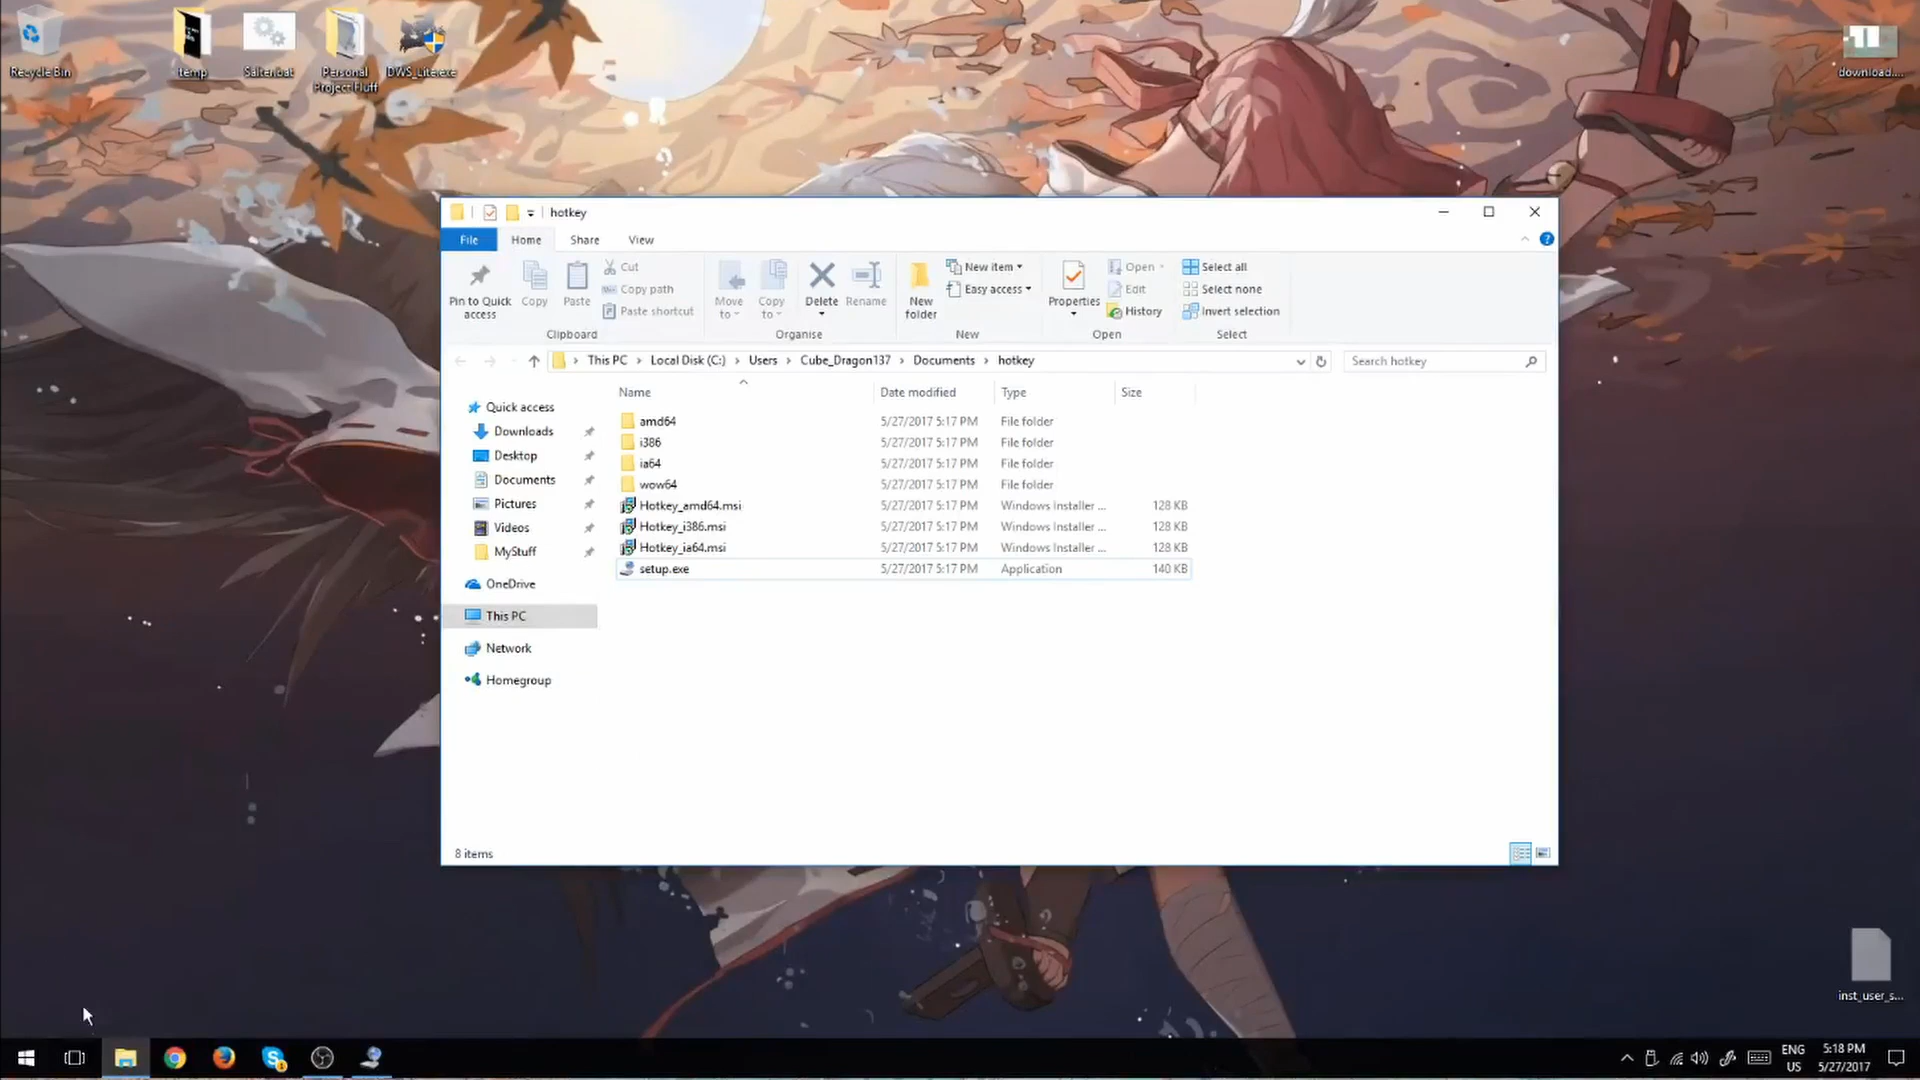 Recycle Bin
temp
Salten.bat
Personal
Project Fluff
DWS_Lite.exe
download....
hotkey
File
Home
Share
View
Pin to Quick
access
Copy
Paste
Cut
Copy path
Paste shortcut
Clipboard
Move
to
Copy
to
Delete
Rename
Organise
New
folder
New item
Easy access
New
Properties
Open
Edit
History
Open
Select all
Select none
Invert selection
Select
This PC
Local Disk (C:)
Users
Cube_Dragon137
Documents
hotkey
Search hotkey
Quick access
Downloads
Desktop
Documents
Pictures
Videos
MyStuff
OneDrive
This PC
Network
Homegroup
Name Date modified Type Size
amd64 5/27/2017 5:17 PM File folder
i386 5/27/2017 5:17 PM File folder
ia64 5/27/2017 5:17 PM File folder
wow64 5/27/2017 5:17 PM File folder
Hotkey_amd64.msi 5/27/2017 5:17 PM Windows Installer ... 128 KB
Hotkey_i386.msi 5/27/2017 5:17 PM Windows Installer ... 128 KB
Hotkey_ia64.msi 5/27/2017 5:17 PM Windows Installer ... 128 KB
setup.exe 5/27/2017 5:17 PM Application 140 KB
8 items
inst_user_s...
ENG
US
5:18 PM
5/27/2017